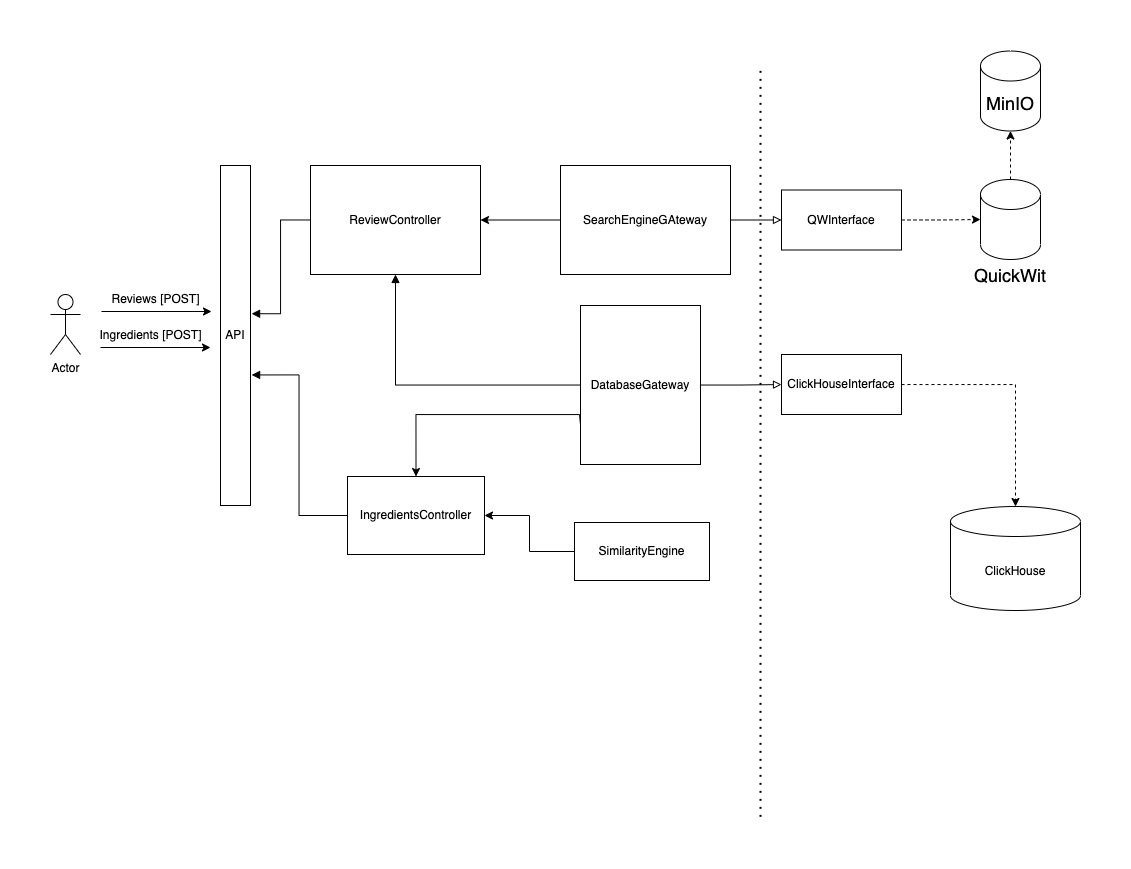 MinIO
ReviewController
SearchEngineGAteway
QWInterface
QuickWit
Reviews [POST]
Ingredients [POST]
API
Actor
DatabaseGateway
ClickHouseInterface
IngredientsController
SimilarityEngine
ClickHouse